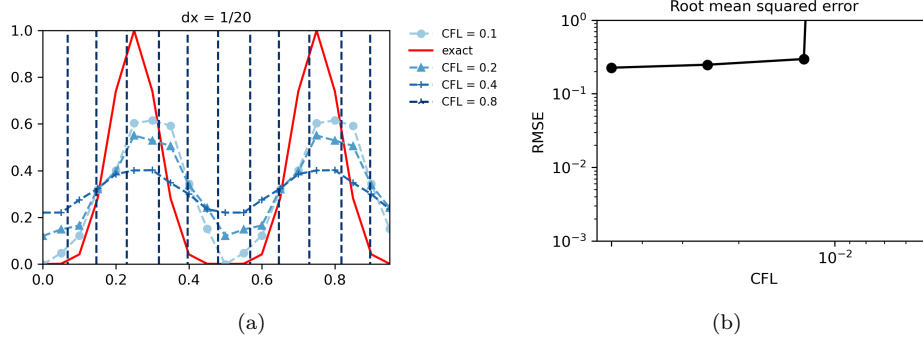 dx = 1/20
1.0
0.8
0.6
0.4
0.2
0.0
0.0
0.2
0.4
0.6
0.8
CFL = 0.1
exact
CFL = 0.2
CFL = 0.4
CFL = 0.8
(a)
Root mean squared error
RMSE
10⁰
10⁻¹
10⁻²
10⁻³
10⁻²
CFL
(b)